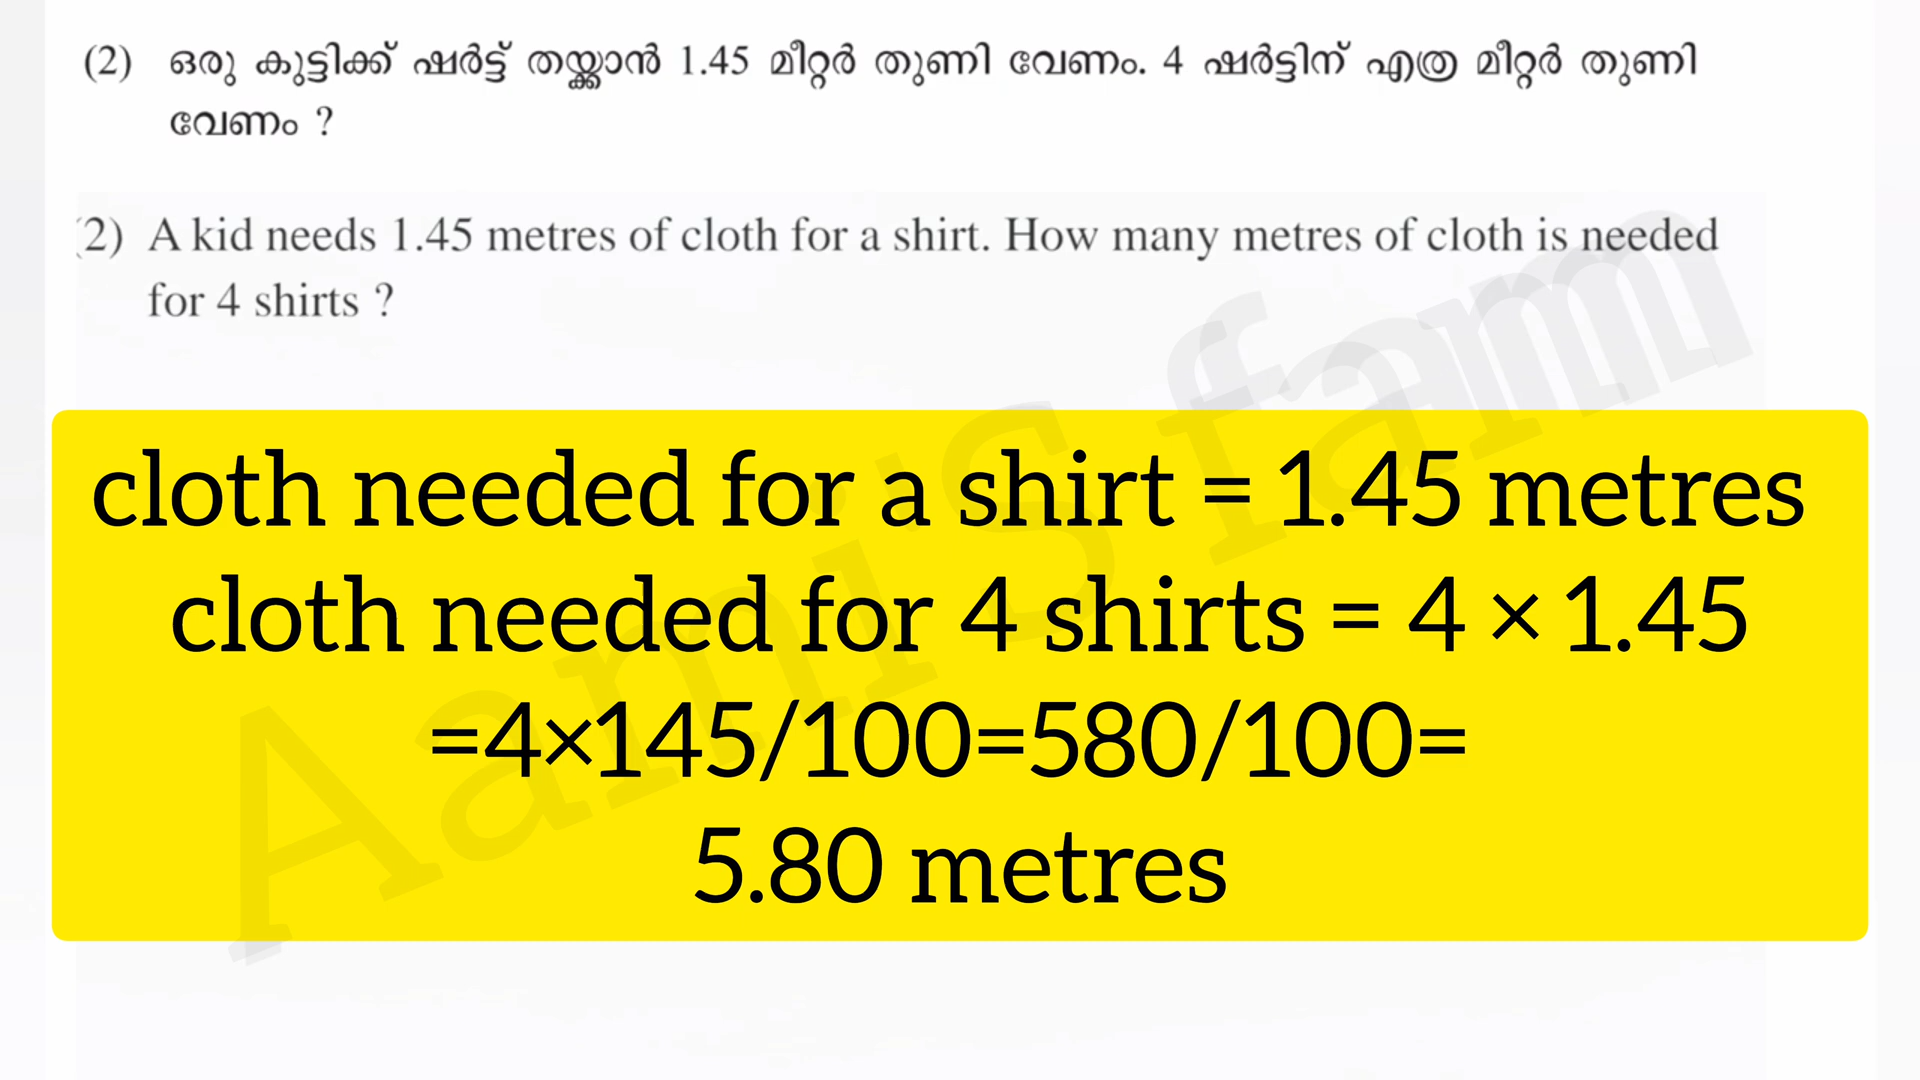 (2) ഒരു കുട്ടിക്ക് ഷർട്ട് തയ്ക്കാൻ 1.45 മീറ്റർ തുണി വേണം. 4 ഷർട്ടിന് എത്ര മീറ്റർ തുണി
വേണം ?
(2) A kid needs 1.45 metres of cloth for a shirt. How many metres of cloth is needed
for 4 shirts ?
cloth needed for a shirt = 1.45 metres
cloth needed for 4 shirts = 4 × 1.45
=4×145/100=580/100=
5.80 metres
Aami S fam